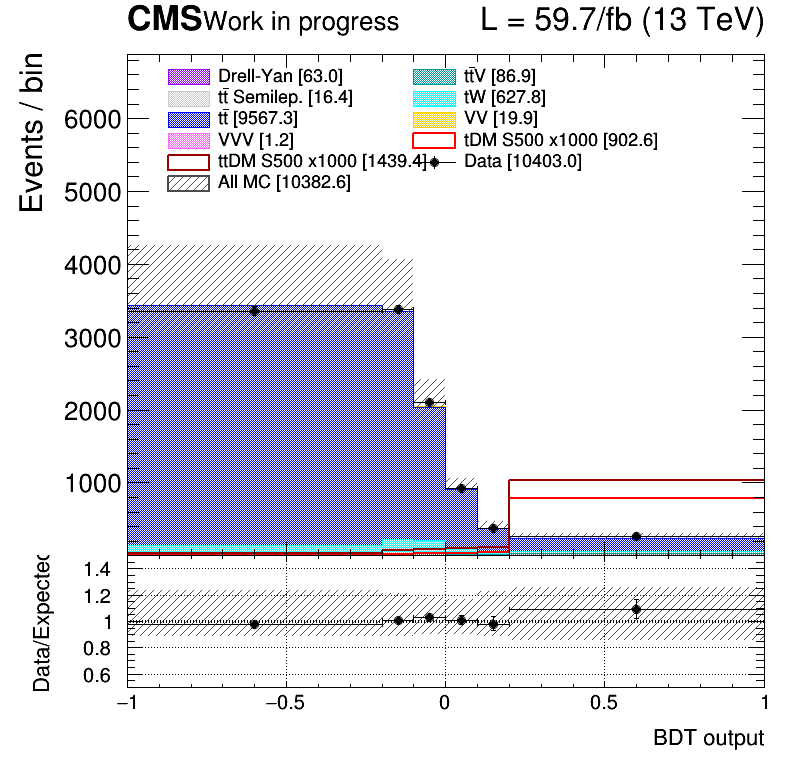 CMS Work in progress L = 59.7/fb (13 TeV)
Events / bin
Drell-Yan [63.0] tt̄V [86.9]
tt̄ Semilep. [16.4] tW [627.8]
tt̄ [9567.3] VV [19.9]
VVV [1.2] tDM S500 x1000 [902.6]
ttDM S500 x1000 [1439.4] Data [10403.0]
All MC [10382.6]
6000
5000
4000
3000
2000
1000
Data/Expected
1.4
1.2
1
0.8
0.6
−1 −0.5 0 0.5 1
BDT output